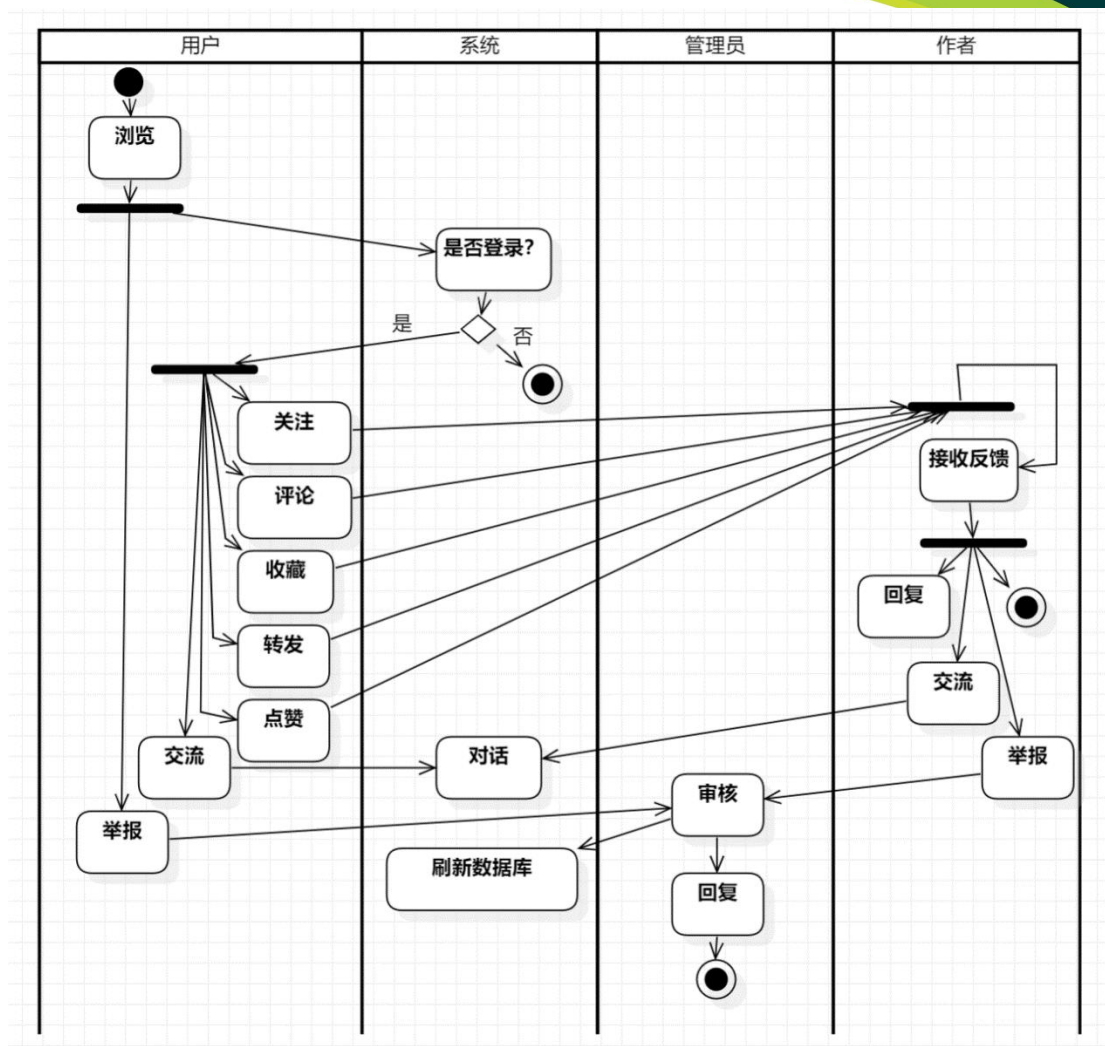 用户
系统
管理员
作者
浏览
是否登录?
是
否
关注
接收反馈
评论
收藏
回复
转发
交流
点赞
交流
对话
举报
审核
举报
刷新数据库
回复